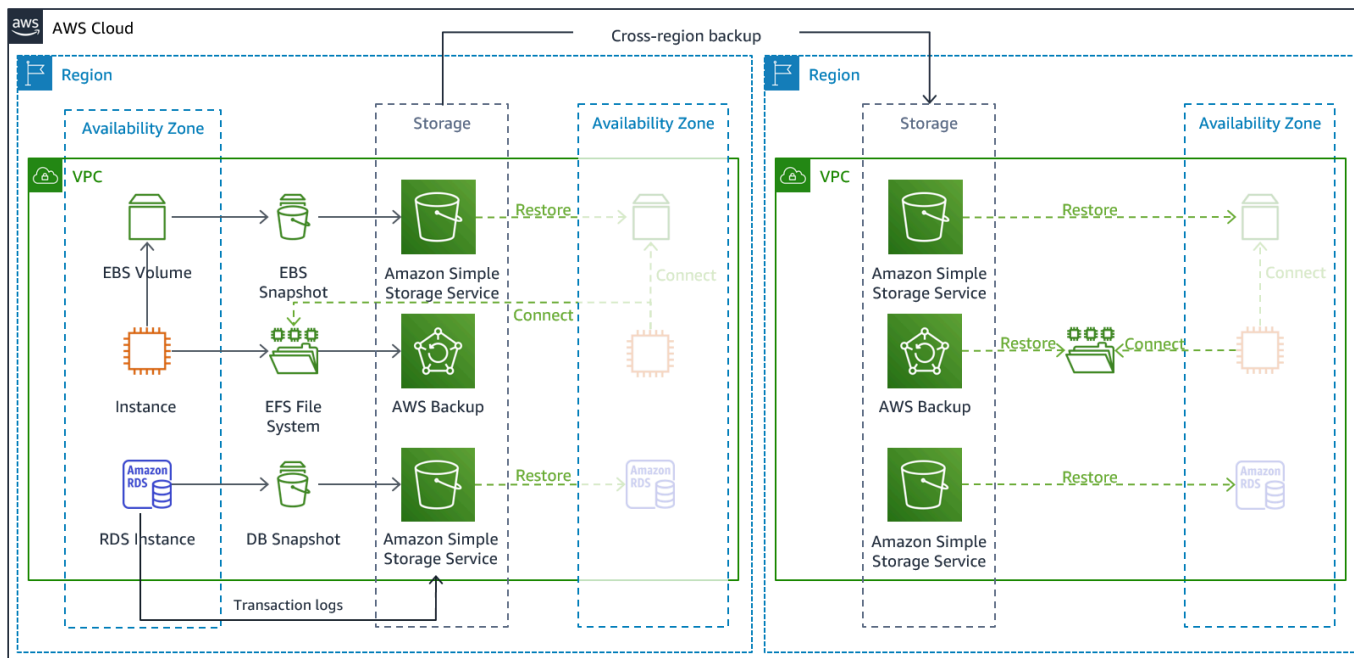 aws
AWS Cloud
Cross-region backup
Region
Region
Availability Zone
Storage
Availability Zone
Storage
Availability Zone
VPC
VPC
Restore
Restore
EBS Volume
EBS
Snapshot
Amazon Simple
Storage Service
Connect
Amazon Simple
Storage Service
Connect
Connect
Restore
Connect
Instance
EFS File
System
AWS Backup
AWS Backup
Amazon
RDS
Restore
Amazon
RDS
Restore
Amazon
RDS
RDS Instance
DB Snapshot
Amazon Simple
Storage Service
Amazon Simple
Storage Service
Transaction logs